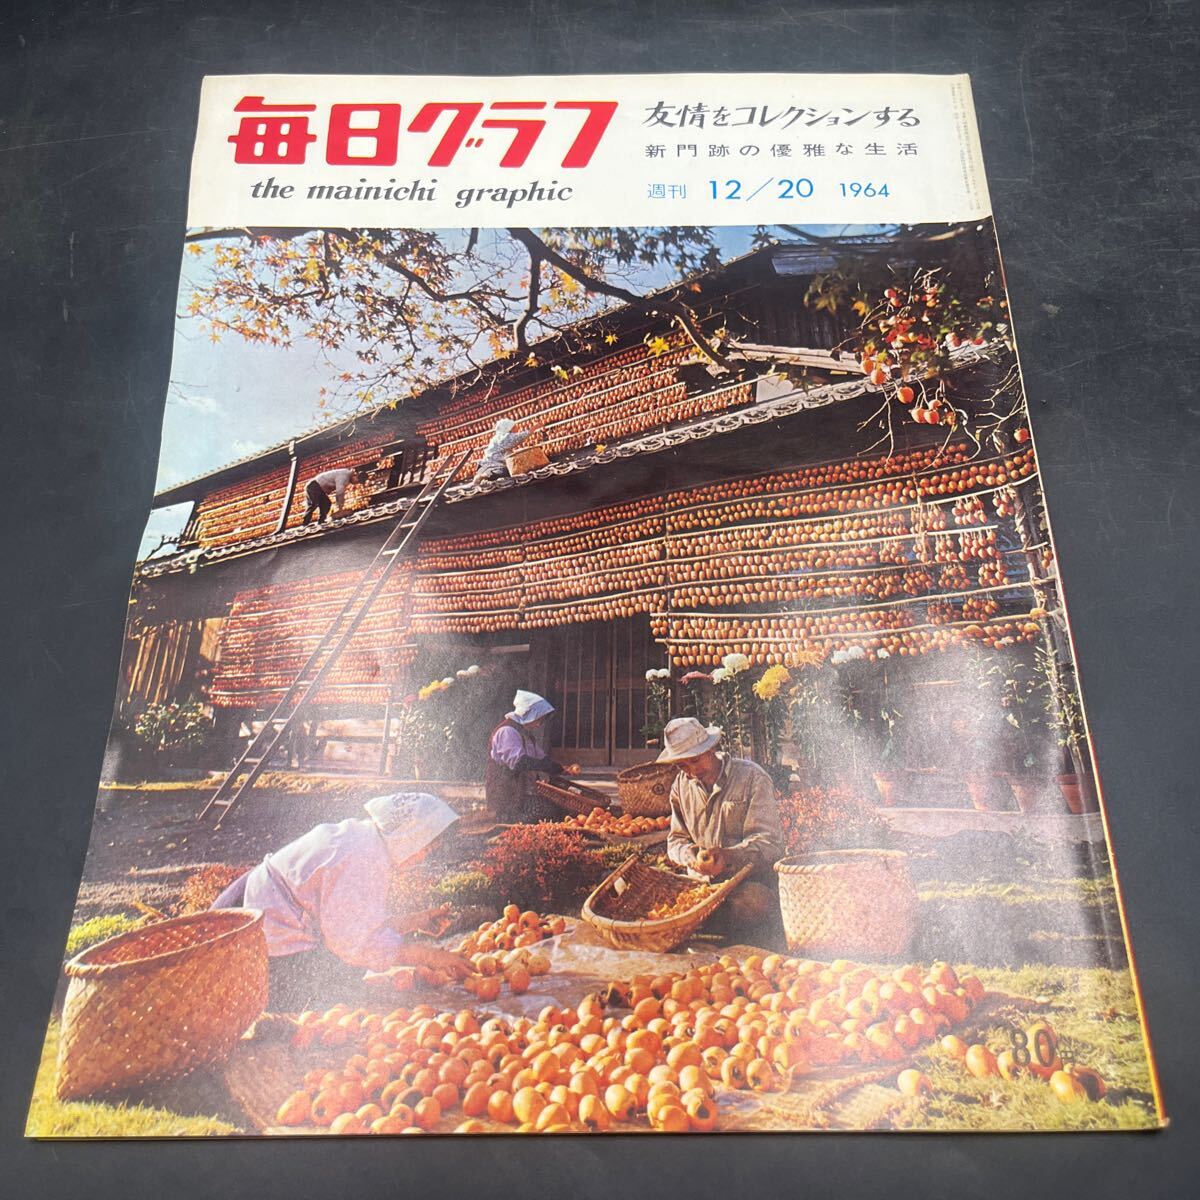 毎日グラフ
the mainichi graphic
友情をコレクションする
新門跡の優雅な生活
週刊 12/20 1964
80円